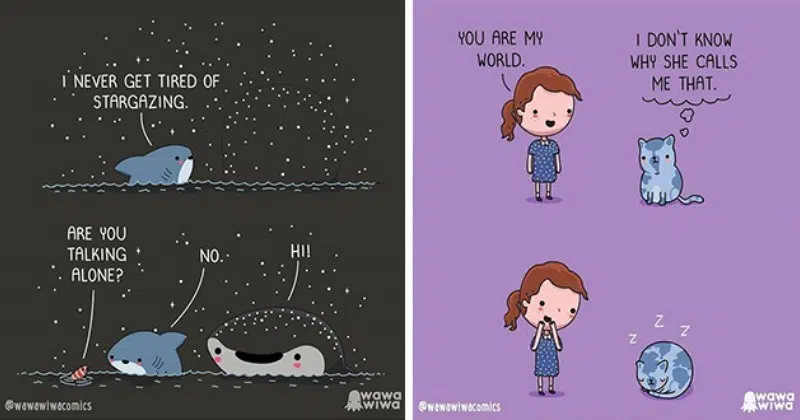 I NEVER GET TIRED OF
STARGAZING.
ARE YOU
TALKING
ALONE?
NO.
HI!
@wawawiwacomics
wawa
wiwa
YOU ARE MY
WORLD.
I DON'T KNOW
WHY SHE CALLS
ME THAT.
Z
Z
Z
@wawawiwacomics
wawa
wiwa